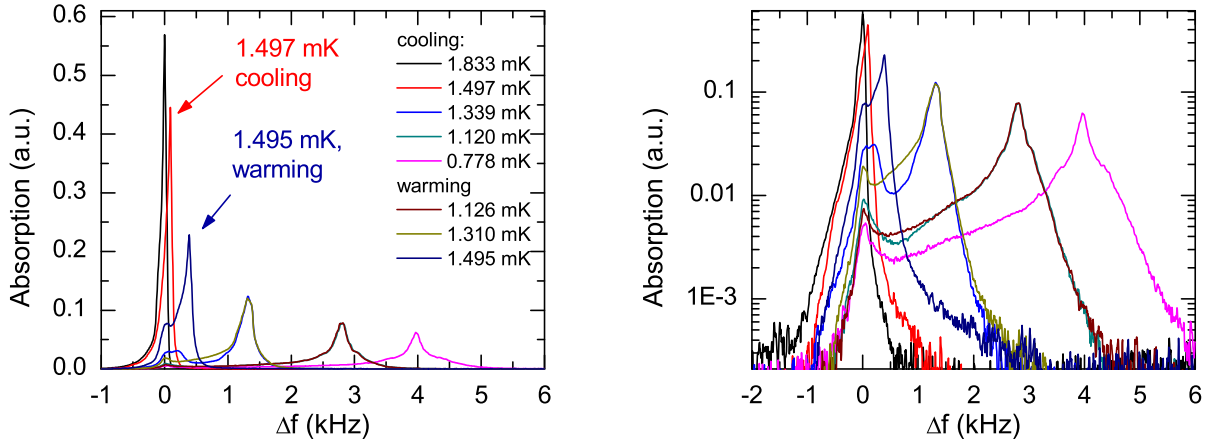 0.6
0.5
0.4
0.3
0.2
0.1
0.0
Absorption (a.u.)
-1 0 1 2 3 4 5 6
Δf (kHz)
1.497 mK
cooling
1.495 mK,
warming
cooling:
1.833 mK
1.497 mK
1.339 mK
1.120 mK
0.778 mK
warming
1.126 mK
1.310 mK
1.495 mK
0.1
0.01
1E-3
Absorption (a.u.)
-2 -1 0 1 2 3 4 5 6
Δf (kHz)